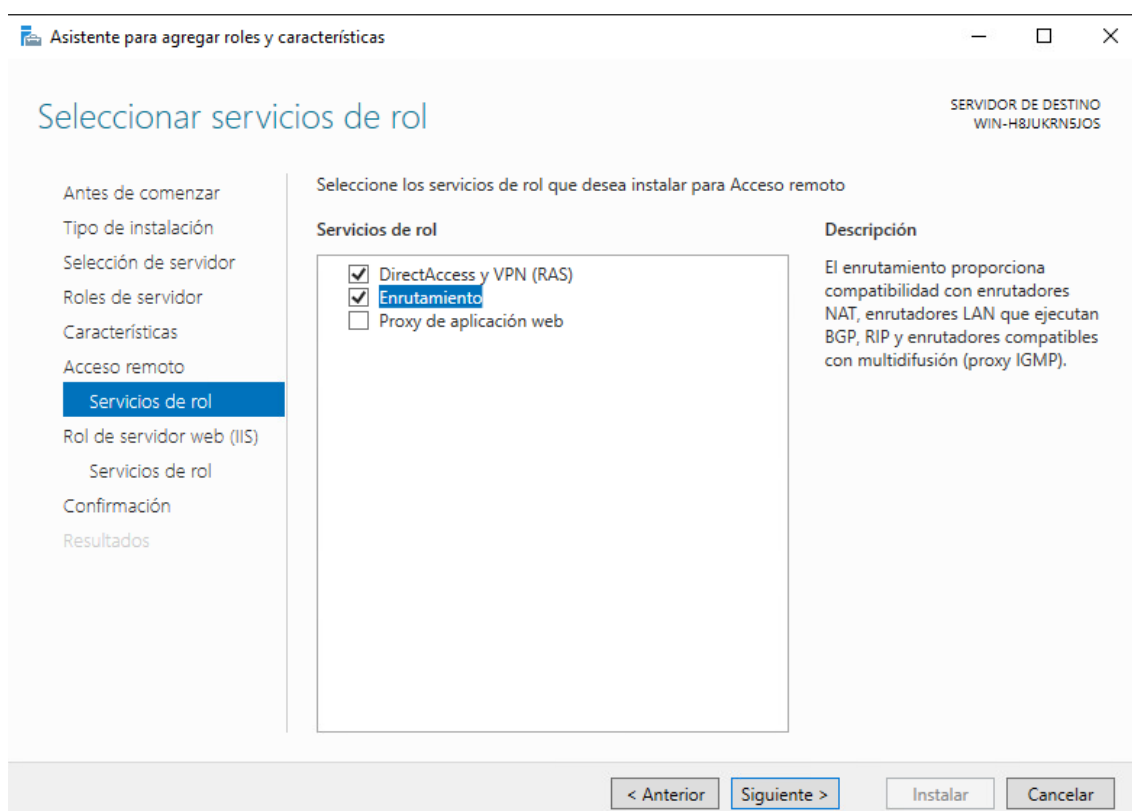 Asistente para agregar roles y características
Seleccionar servicios de rol
SERVIDOR DE DESTINO
WIN-H8JUKRN5JOS
Antes de comenzar
Tipo de instalación
Selección de servidor
Roles de servidor
Características
Acceso remoto
Servicios de rol
Rol de servidor web (IIS)
Servicios de rol
Confirmación
Resultados
Seleccione los servicios de rol que desea instalar para Acceso remoto
Servicios de rol
DirectAccess y VPN (RAS)
Enrutamiento
Proxy de aplicación web
Descripción
El enrutamiento proporciona
compatibilidad con enrutadores
NAT, enrutadores LAN que ejecutan
BGP, RIP y enrutadores compatibles
con multidifusión (proxy IGMP).
< Anterior
Siguiente >
Instalar
Cancelar